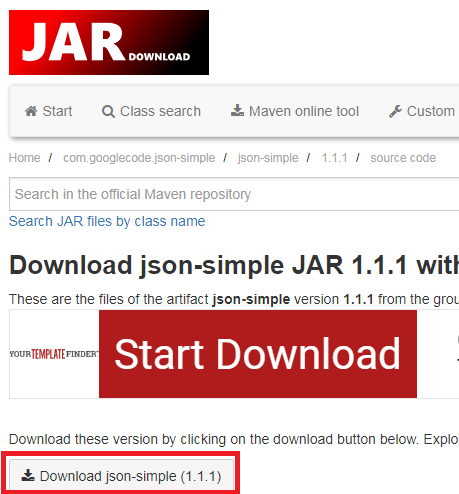 JAR DOWNLOAD
Start Class search Maven online tool Custom
Home / com.googlecode.json-simple / json-simple / 1.1.1 / source code
Search in the official Maven repository
Search JAR files by class name
Download json-simple JAR 1.1.1 with
These are the files of the artifact json-simple version 1.1.1 from the grou
YOURTEMPLATEFINDER Start Download
Download these version by clicking on the download button below. Explo
Download json-simple (1.1.1)